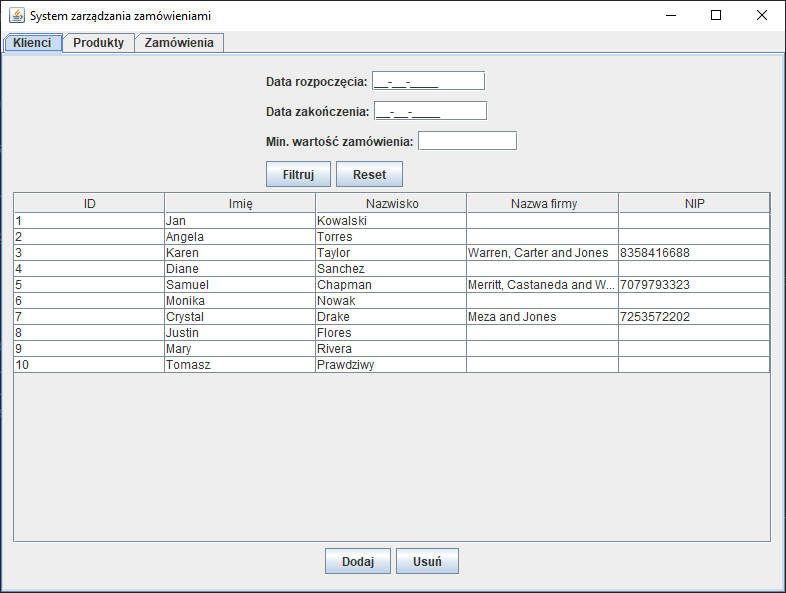 System zarządzania zamówieniami
Klienci Produkty Zamówienia
Data rozpoczęcia: __-__-____
Data zakończenia: __-__-____
Min. wartość zamówienia:
Filtruj Reset
ID Imię Nazwisko Nazwa firmy NIP
1 Jan Kowalski
2 Angela Torres
3 Karen Taylor Warren, Carter and Jones 8358416688
4 Diane Sanchez
5 Samuel Chapman Merritt, Castaneda and W... 7079793323
6 Monika Nowak
7 Crystal Drake Meza and Jones 7253572202
8 Justin Flores
9 Mary Rivera
10 Tomasz Prawdziwy
Dodaj Usuń